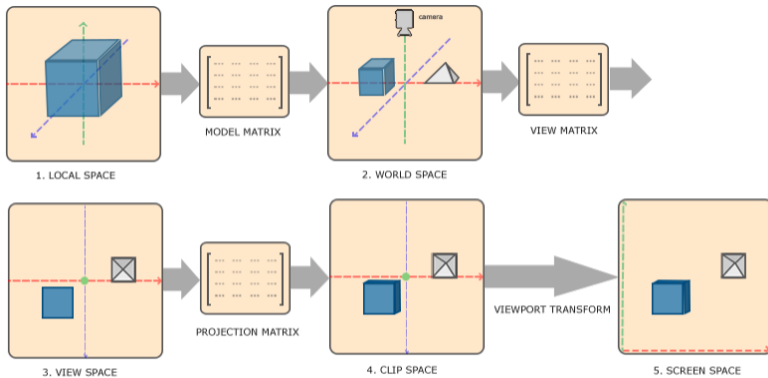 camera
MODEL MATRIX
VIEW MATRIX
1. LOCAL SPACE
2. WORLD SPACE
PROJECTION MATRIX
VIEWPORT TRANSFORM
3. VIEW SPACE
4. CLIP SPACE
5. SCREEN SPACE